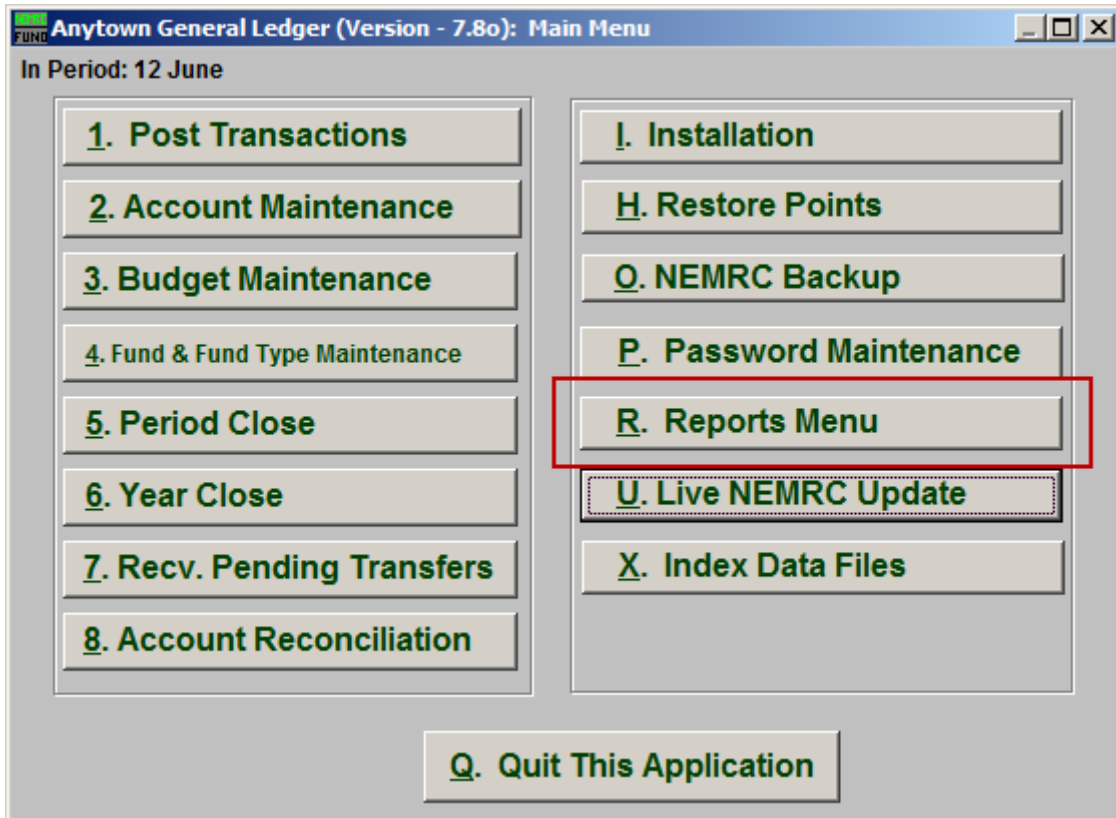 NEMRC
FUND
Anytown General Ledger (Version - 7.8o): Main Menu
In Period: 12 June
1. Post Transactions
2. Account Maintenance
3. Budget Maintenance
4. Fund & Fund Type Maintenance
5. Period Close
6. Year Close
7. Recv. Pending Transfers
8. Account Reconciliation
I. Installation
H. Restore Points
O. NEMRC Backup
P. Password Maintenance
R. Reports Menu
U. Live NEMRC Update
X. Index Data Files
Q. Quit This Application